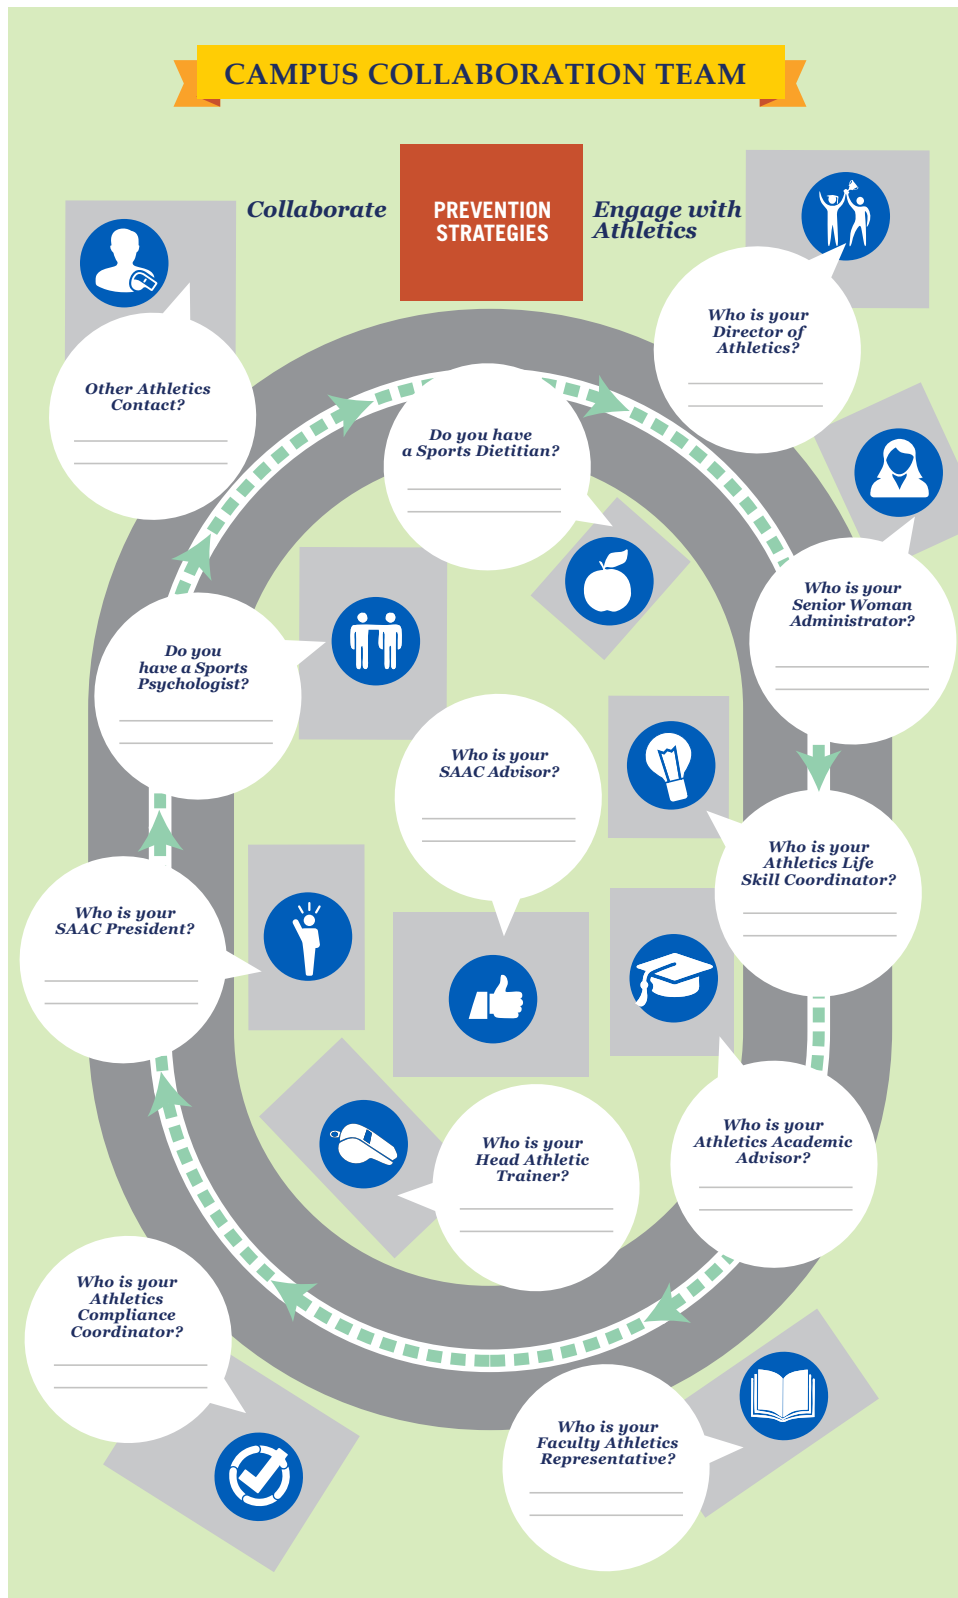 CAMPUS COLLABORATION TEAM
Collaborate
PREVENTION
STRATEGIES
Engage with
Athletics
Who is your
Director of
Athletics?
Other Athletics
Contact?
Do you have
a Sports Dietitian?
Who is your
Senior Woman
Administrator?
Do you
have a Sports
Psychologist?
Who is your
SAAC Advisor?
Who is your
Athletics Life
Skill Coordinator?
Who is your
SAAC President?
Who is your
Athletics Academic
Advisor?
Who is your
Head Athletic
Trainer?
Who is your
Athletics
Compliance
Coordinator?
Who is your
Faculty Athletics
Representative?